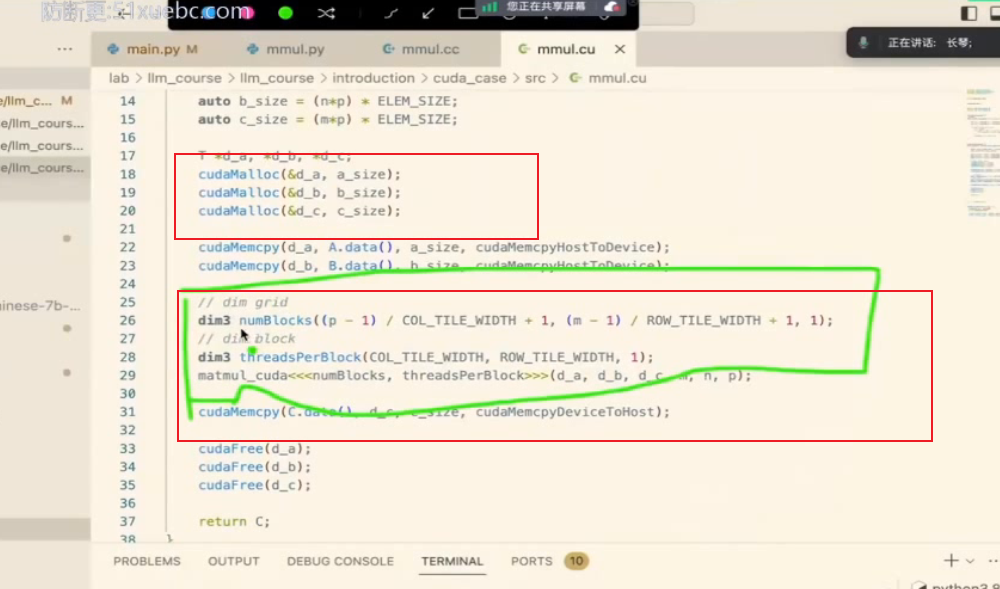 防断更:51xuebc.com
您正在共享屏幕
正在讲话: 长琴;
main.py M
mmul.py
mmul.cc
mmul.cu
lab > llm_course > llm_course > introduction > cuda_case > src > mmul.cu
e/llm_c... M
e/llm_cours...
e/llm_cours...
e/llm_cours...
inese-7b-...
14 auto b_size = (n*p) * ELEM_SIZE;
15 auto c_size = (m*p) * ELEM_SIZE;
16
17 T *d_a, *d_b, *d_c;
18 cudaMalloc(&d_a, a_size);
19 cudaMalloc(&d_b, b_size);
20 cudaMalloc(&d_c, c_size);
21
22 cudaMemcpy(d_a, A.data(), a_size, cudaMemcpyHostToDevice);
23 cudaMemcpy(d_b, B.data(), b_size, cudaMemcpyHostToDevice);
24
25 // dim grid
26 dim3 numBlocks((p - 1) / COL_TILE_WIDTH + 1, (m - 1) / ROW_TILE_WIDTH + 1, 1);
27 // dim block
28 dim3 threadsPerBlock(COL_TILE_WIDTH, ROW_TILE_WIDTH, 1);
29 matmul_cuda<<<numBlocks, threadsPerBlock>>>(d_a, d_b, d_c, m, n, p);
30
31 cudaMemcpy(C.data(), d_c, c_size, cudaMemcpyDeviceToHost);
32
33 cudaFree(d_a);
34 cudaFree(d_b);
35 cudaFree(d_c);
36
37 return C;
38 }
PROBLEMS OUTPUT DEBUG CONSOLE TERMINAL PORTS 10